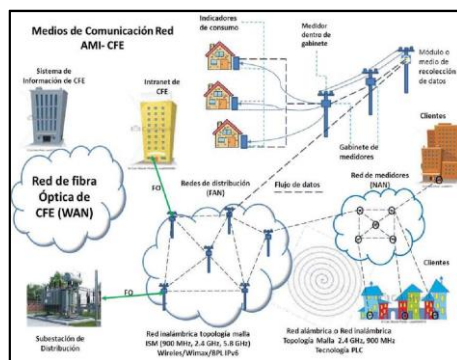 Medios de Comunicación Red
AMI- CFE
Indicadores
de consumo
Medidor
dentro de
gabinete
Módulo o
medio de
recolección
de datos
Sistema de
Información de CFE
Intranet de
CFE
Clientes
Gabinete de
medidores
Red de fibra
Óptica de
CFE (WAN)
FO
Redes de distribución
(FAN)
Flujo de datos
Red de medidores (NAN)
Clientes
FO
Subestación de
Distribución
Red inalámbrica topología malla
ISM (900 MHz, 2.4 GHz, 5.8 GHz)
Wireles/Wimax/BPL IPv6
Red alámbrica o Red inalámbrica
Topología Malla 2.4 GHz, 900 MHz
Tecnología PLC